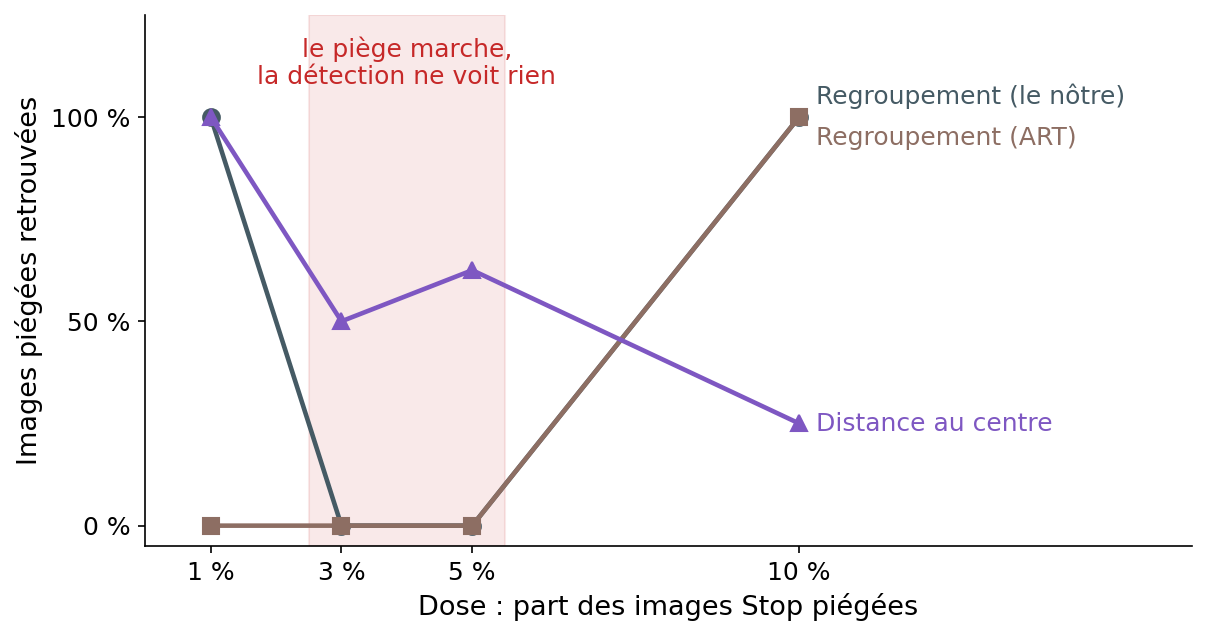 le piège marche,
la détection ne voit rien
Regroupement (le nôtre)
Regroupement (ART)
Distance au centre
Images piégées retrouvées
100 %
50 %
0 %
1 %
3 %
5 %
10 %
Dose : part des images Stop piégées